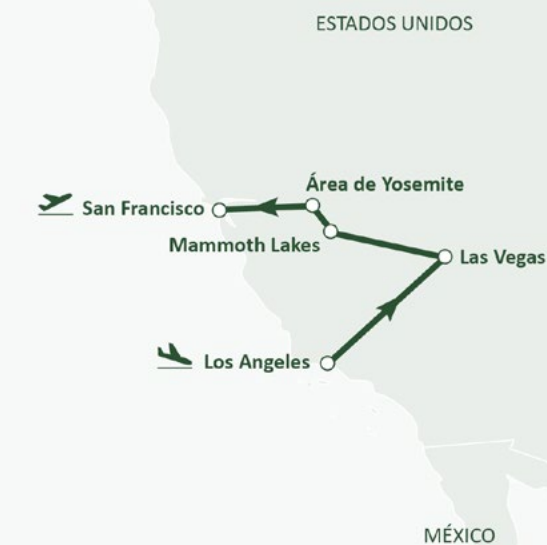 ESTADOS UNIDOS
Área de Yosemite
San Francisco
Mammoth Lakes
Las Vegas
Los Angeles
MÉXICO